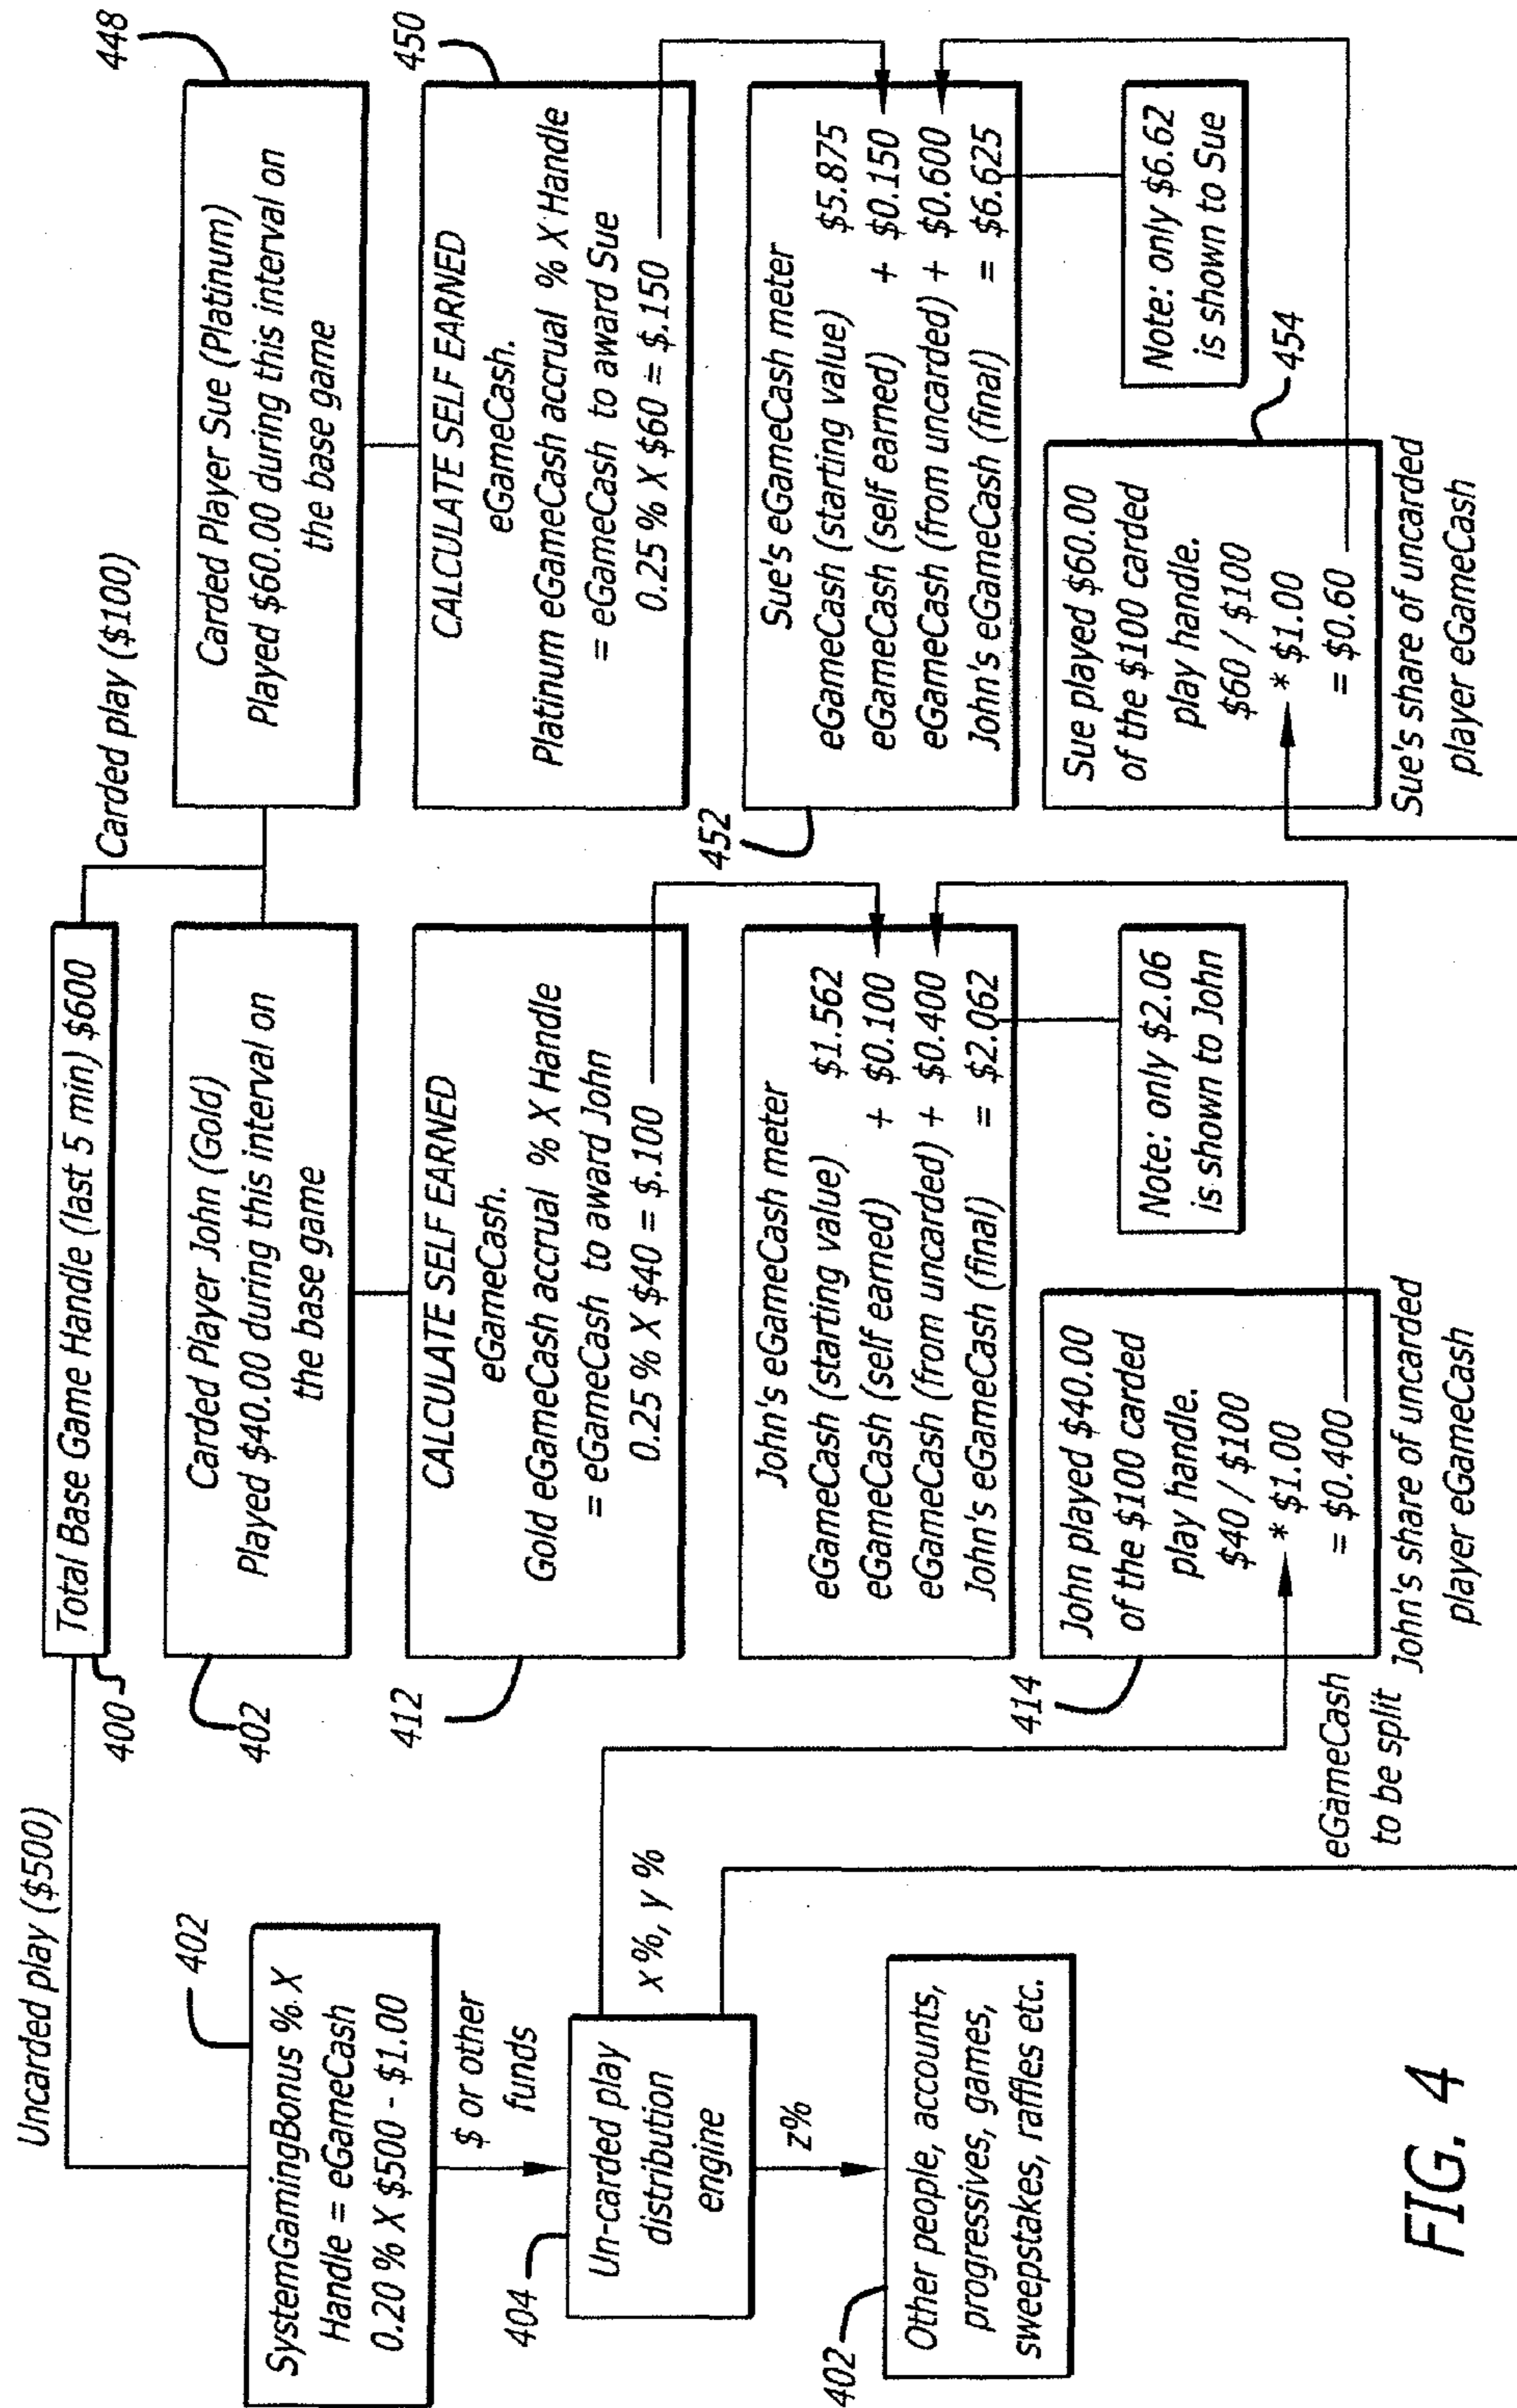 Uncarded play ($500)
Total Base Game Handle (last 5 min) $600
400
Carded play ($100)
402
SystemGamingBonus % X
Handle = eGameCash
0.20 % X $500 - $1.00
$ or other
funds
404
Un-carded play
distribution
engine
x%, y %
z%
402
Other people, accounts,
progressives, games,
sweepstakes, raffles etc.
402
Carded Player John (Gold)
Played $40.00 during this interval on
the base game
412
CALCULATE SELF EARNED
eGameCash.
Gold eGameCash accrual % X Handle
= eGameCash to award John
0.25 % X $40 = $.100
John's eGameCash meter
eGameCash (starting value) $1.562
eGameCash (self earned) + $0.100
eGameCash (from uncarded) + $0.400
John's eGameCash (final) = $2.062
Note: only $2.06
is shown to John
414
John played $40.00
of the $100 carded
play handle.
$40 / $100
* $1.00
= $0.400
eGameCash
to be split
John's share of uncarded
player eGameCash
448
Carded Player Sue (Platinum)
Played $60.00 during this interval on
the base game
450
CALCULATE SELF EARNED
eGameCash.
Platinum eGameCash accrual % X Handle
= eGameCash to award Sue
0.25 % X $60 = $.150
452
Sue's eGameCash meter
eGameCash (starting value) $5.875
eGameCash (self earned) + $0.150
eGameCash (from uncarded) + $0.600
John's eGameCash (final) = $6.625
Note: only $6.62
is shown to Sue
454
Sue played $60.00
of the $100 carded
play handle.
$60 / $100
* $1.00
= $0.60
Sue's share of uncarded
player eGameCash
FIG. 4